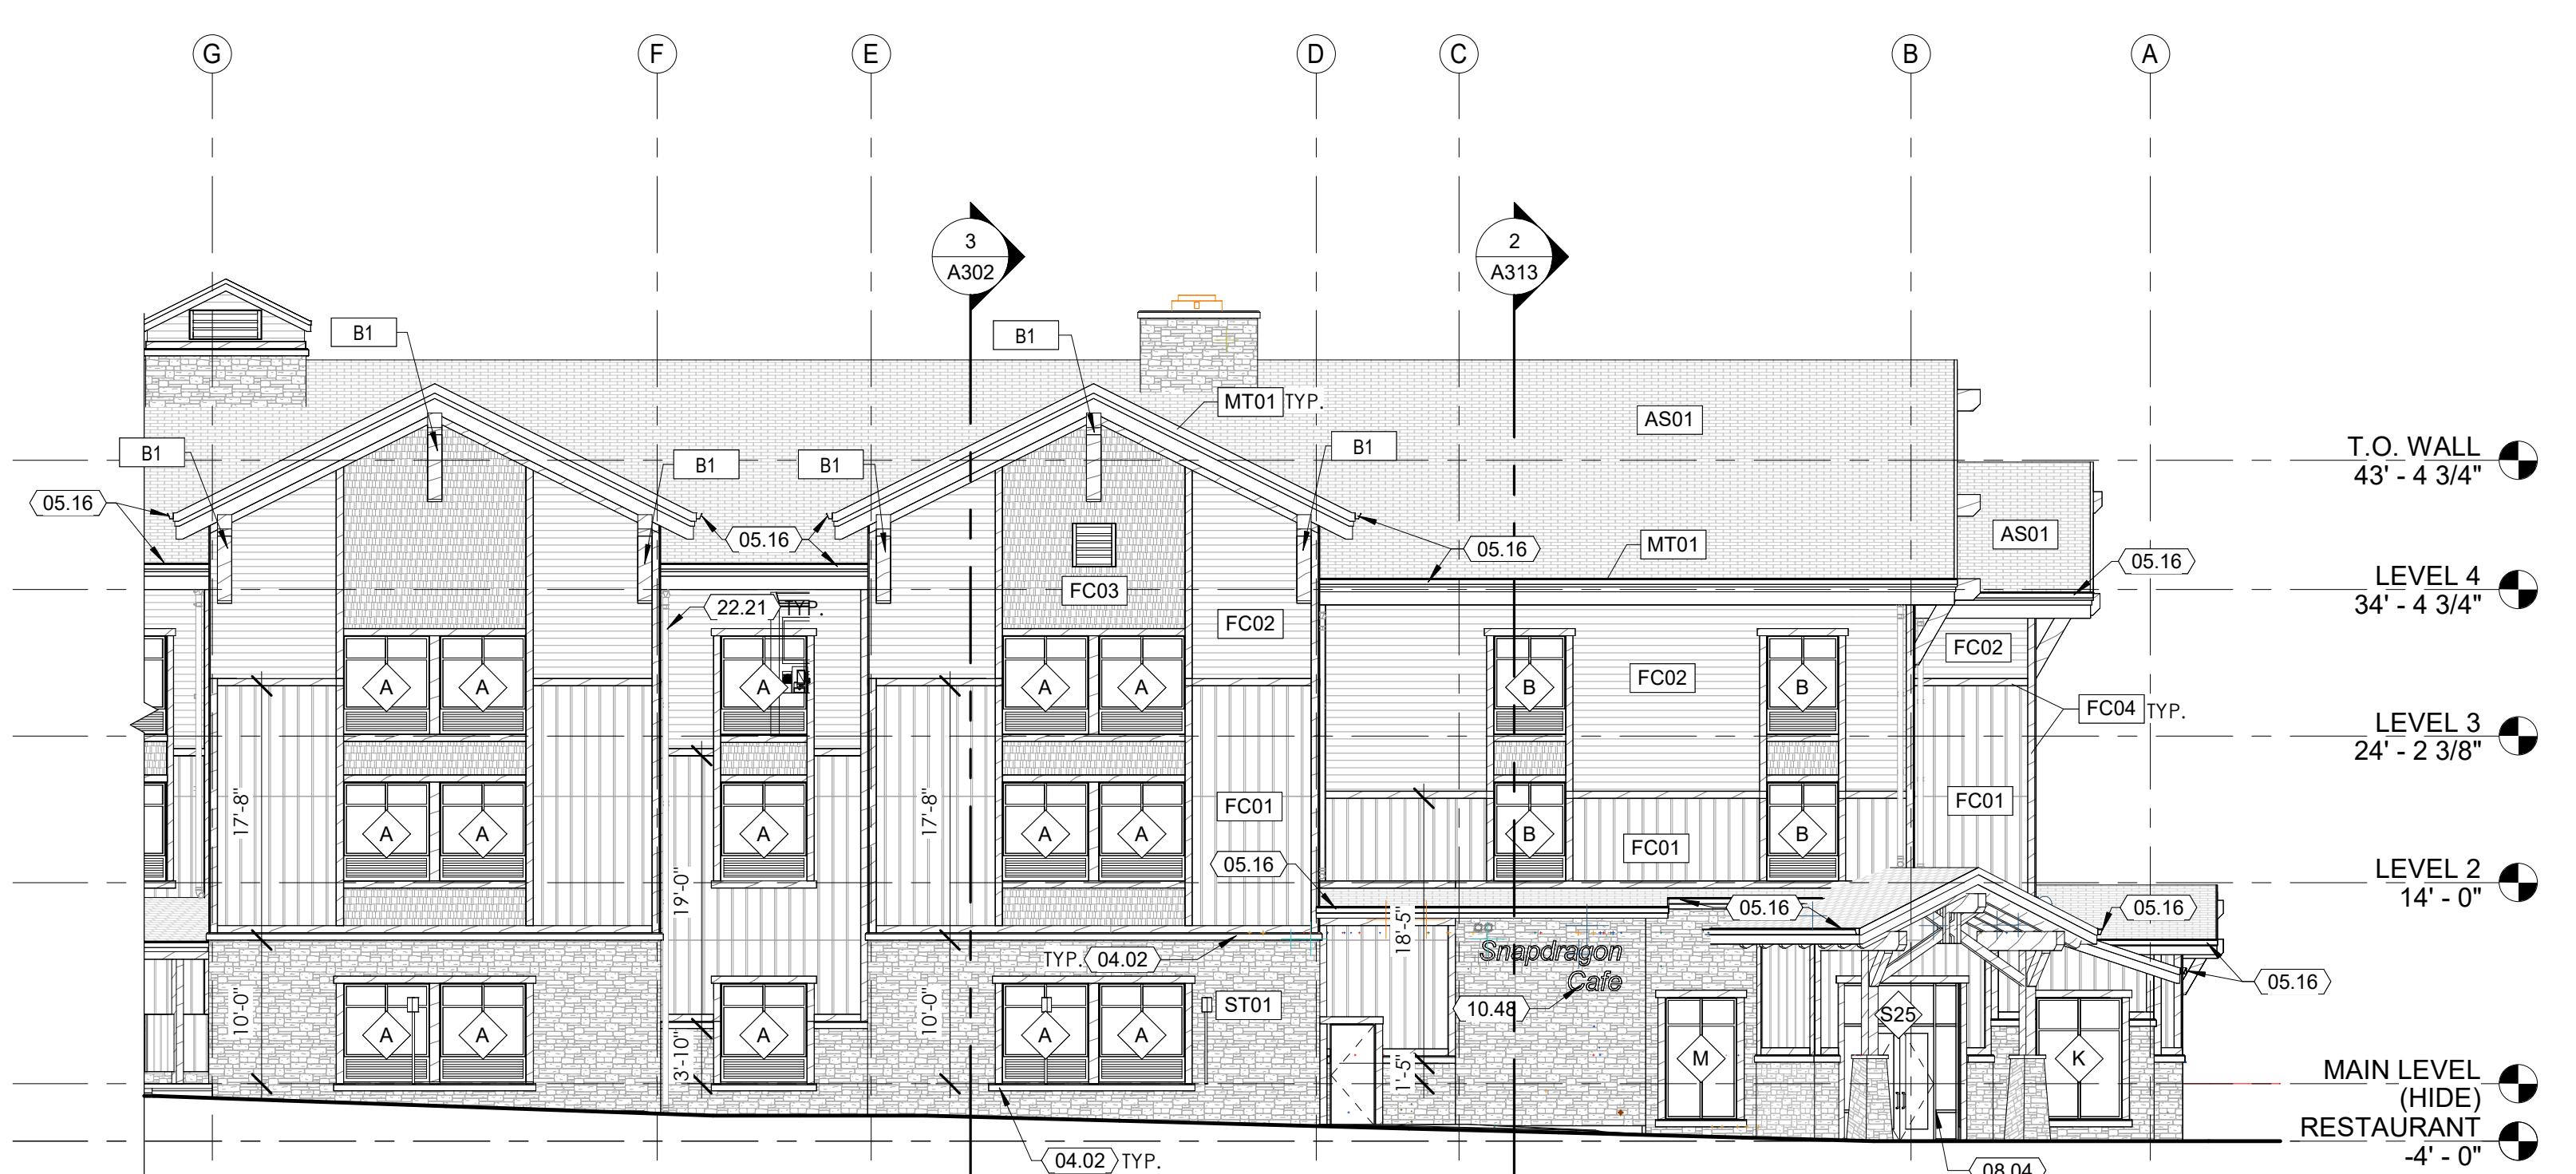 G F E D C B A
3
A302
2
A313
B1
B1
MT01 TYP.
AS01
B1
B1
B1
B1
T.O. WALL
43' - 4 3/4"
05.16
05.16
05.16
MT01
AS01
05.16
22.21 TYP.
FC03
FC02
LEVEL 4
34' - 4 3/4"
FC02
FC02
A A A A A B B
FC04 TYP.
LEVEL 3
24' - 2 3/8"
17'-8"
17'-8"
FC01
FC01
A A A A A B B
FC01
05.16
19'-0"
LEVEL 2
14' - 0"
18'-5"
05.16
05.16
TYP. 04.02
Snapdragon
Cafe
05.16
10'-0"
10'-0"
ST01
10.48
S25
A A A A A
3'-10"
1'-5"
M
K
MAIN LEVEL
(HIDE)
RESTAURANT
-4' - 0"
04.02 TYP.
08.04